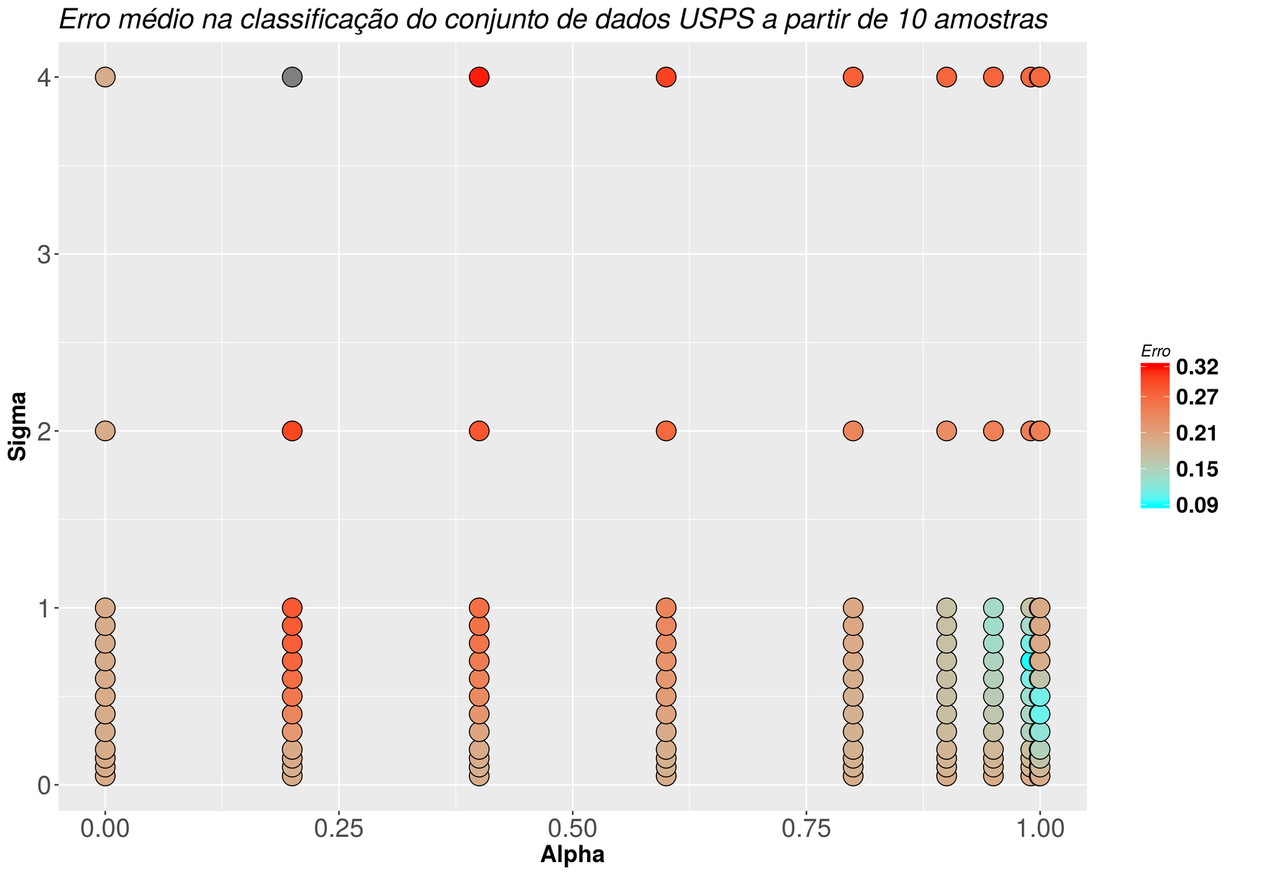 Erro médio na classificação do conjunto de dados USPS a partir de 10 amostras
4
3
2
1
0
Sigma
0.00 0.25 0.50 0.75 1.00
Alpha
Erro
0.32
0.27
0.21
0.15
0.09